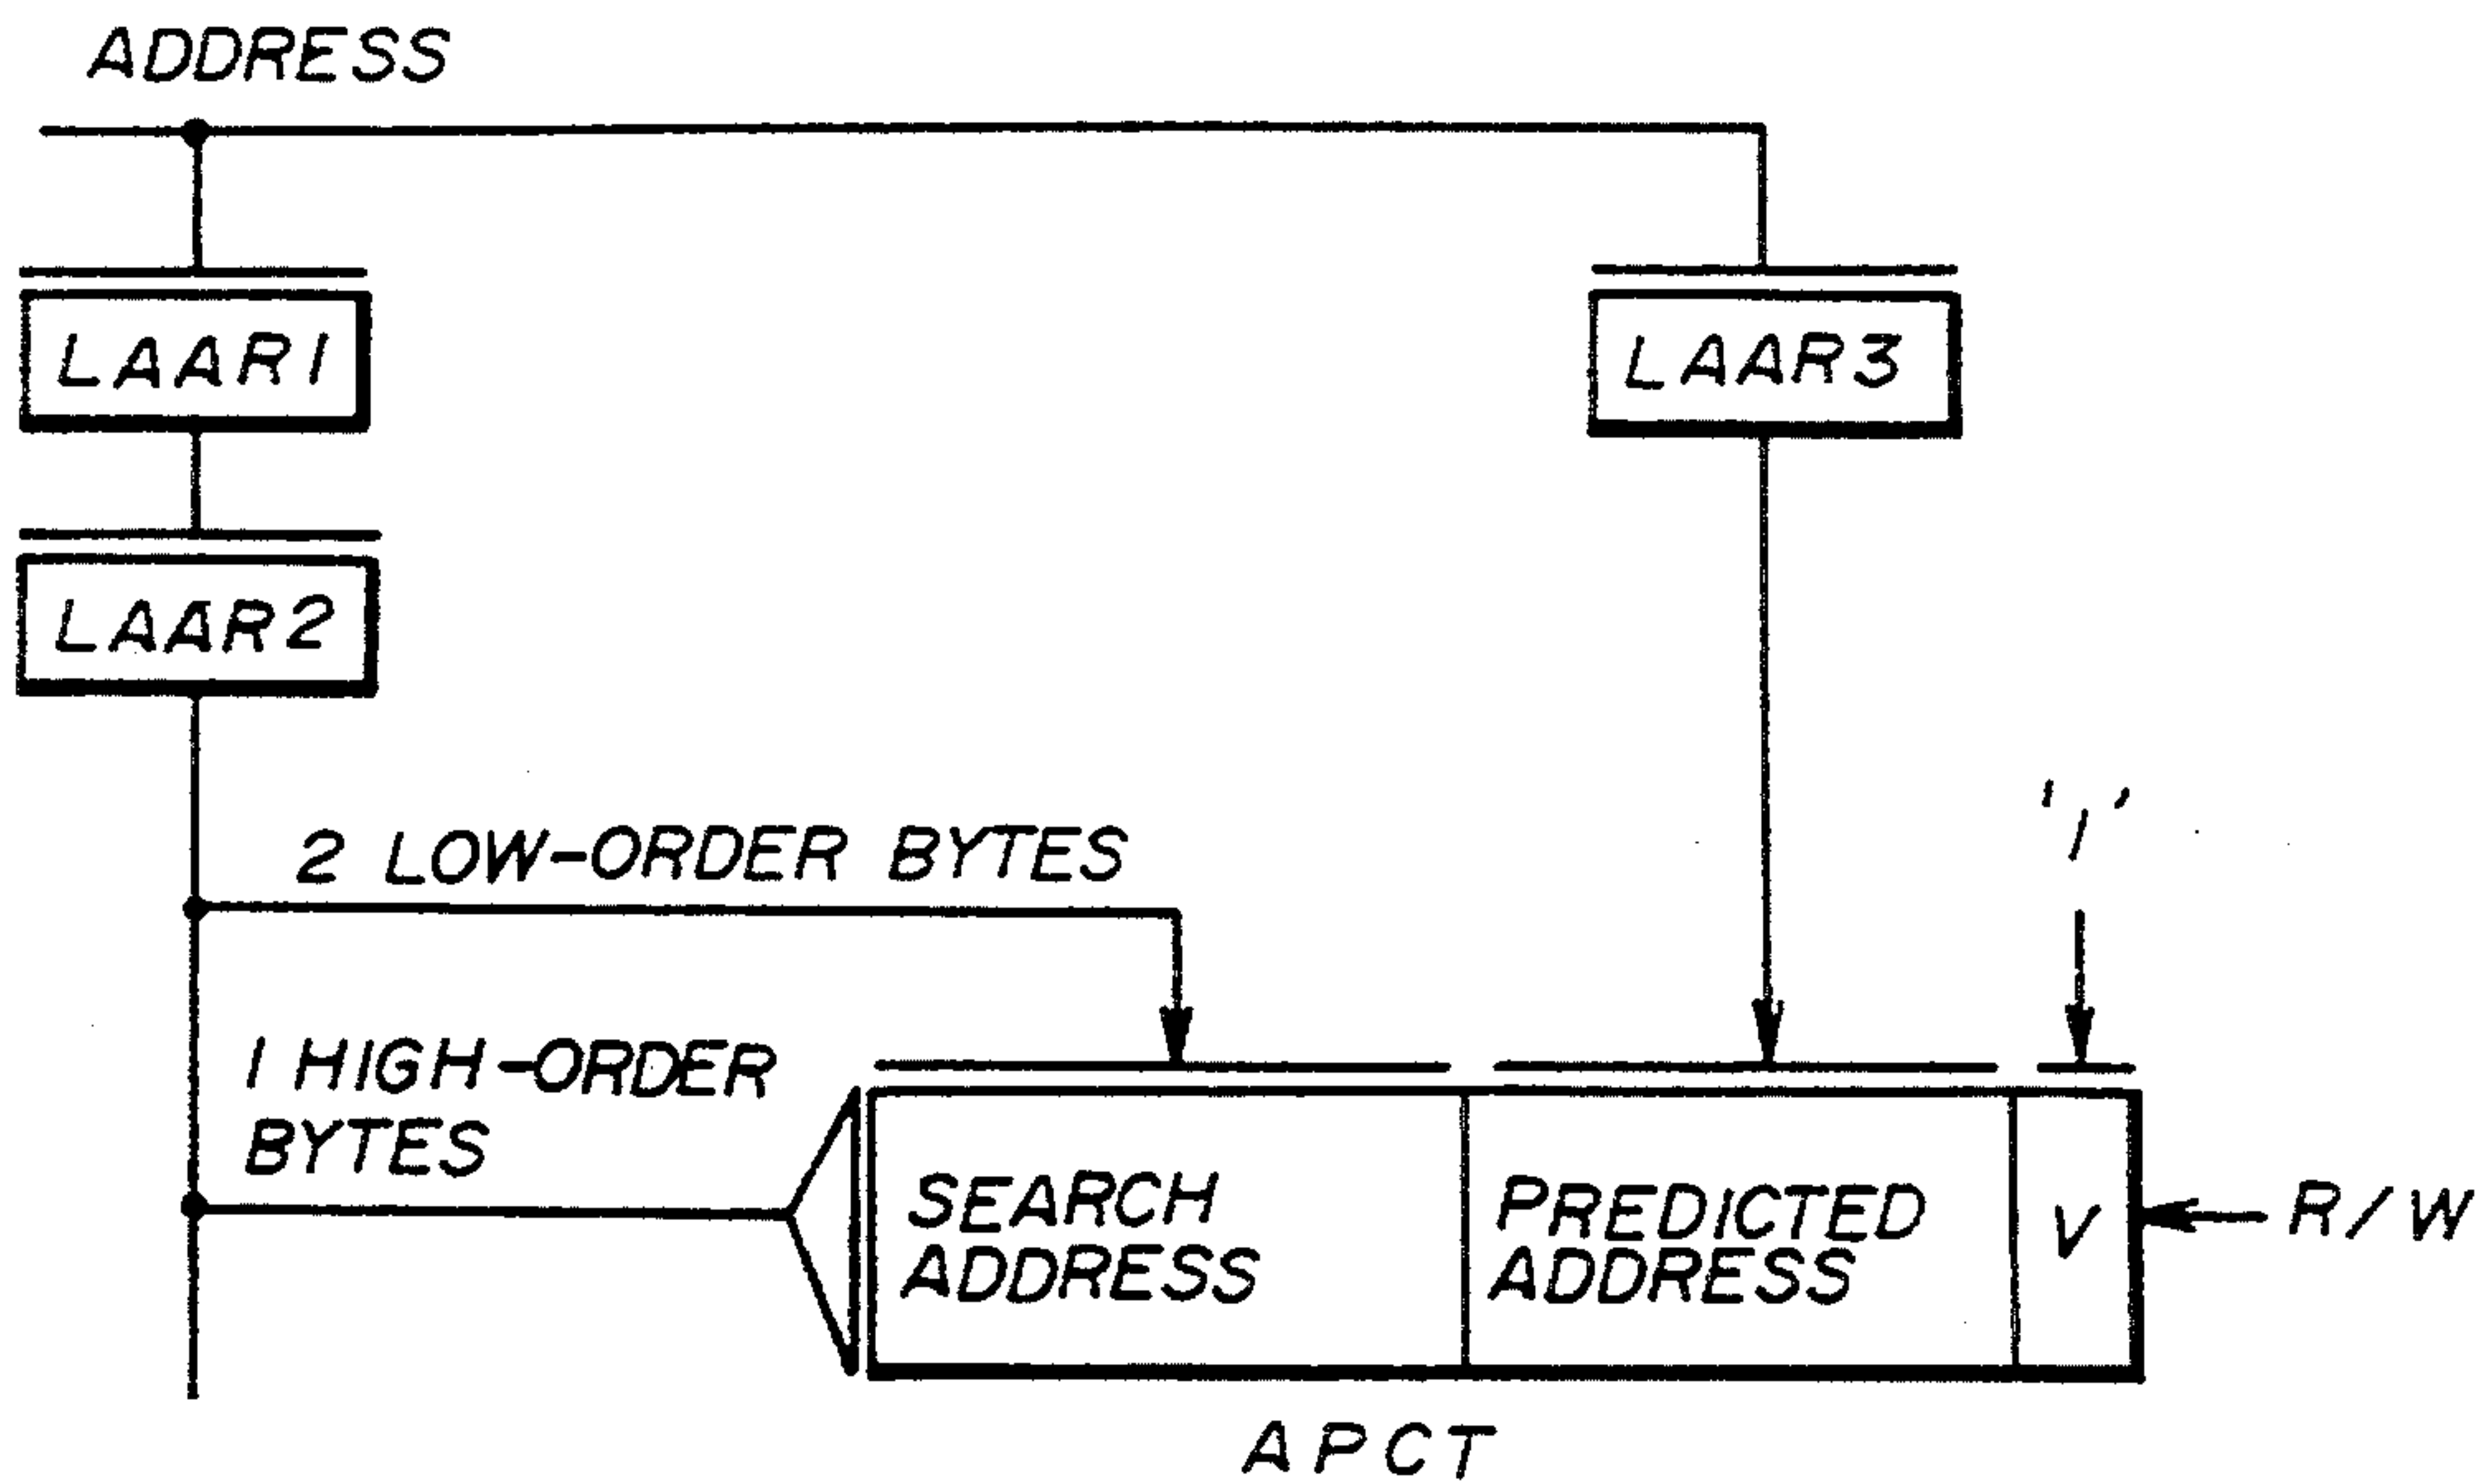 ADDRESS
LAAR1
LAAR3
LAAR2
'1'
2 LOW-ORDER BYTES
1 HIGH-ORDER
BYTES
SEARCH
ADDRESS
PREDICTED
ADDRESS
V
R/W
APCT